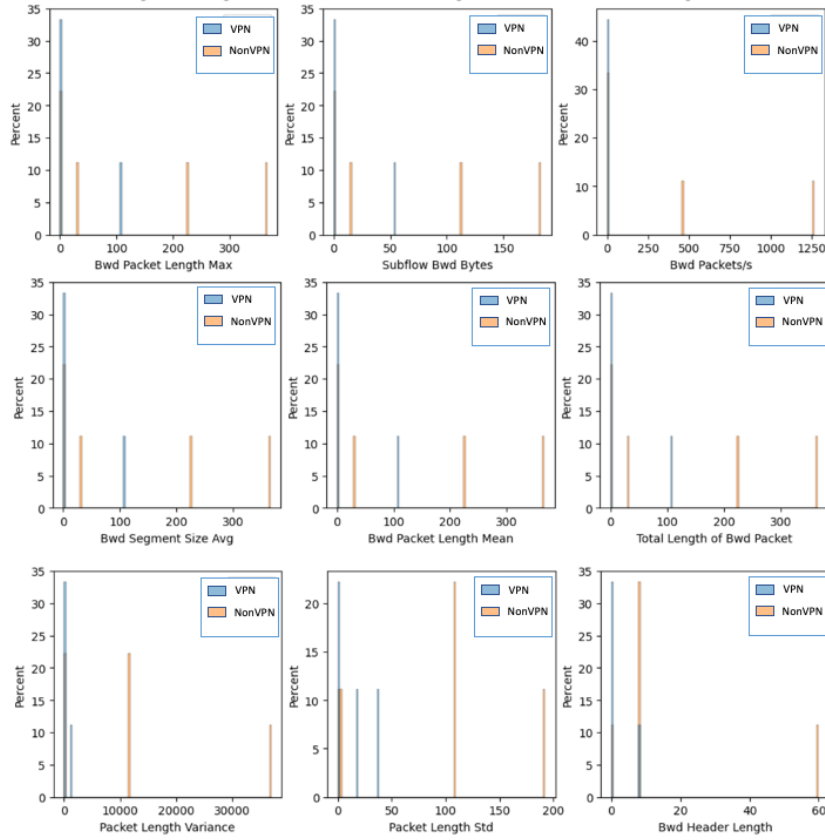 35
30
25
20
15
10
5
0
Percent
VPN
NonVPN
0 100 200 300
Bwd Packet Length Max
35
30
25
20
15
10
5
0
Percent
VPN
NonVPN
0 50 100 150
Subflow Bwd Bytes
40
30
20
10
0
Percent
VPN
NonVPN
0 250 500 750 1000 1250
Bwd Packets/s
35
30
25
20
15
10
5
0
Percent
VPN
NonVPN
0 100 200 300
Bwd Segment Size Avg
35
30
25
20
15
10
5
0
Percent
VPN
NonVPN
0 100 200 300
Bwd Packet Length Mean
35
30
25
20
15
10
5
0
Percent
VPN
NonVPN
0 100 200 300
Total Length of Bwd Packet
35
30
25
20
15
10
5
0
Percent
VPN
NonVPN
0 10000 20000 30000
Packet Length Variance
20
15
10
5
0
Percent
VPN
NonVPN
0 50 100 150 200
Packet Length Std
35
30
25
20
15
10
5
0
Percent
VPN
NonVPN
0 20 40 60
Bwd Header Length